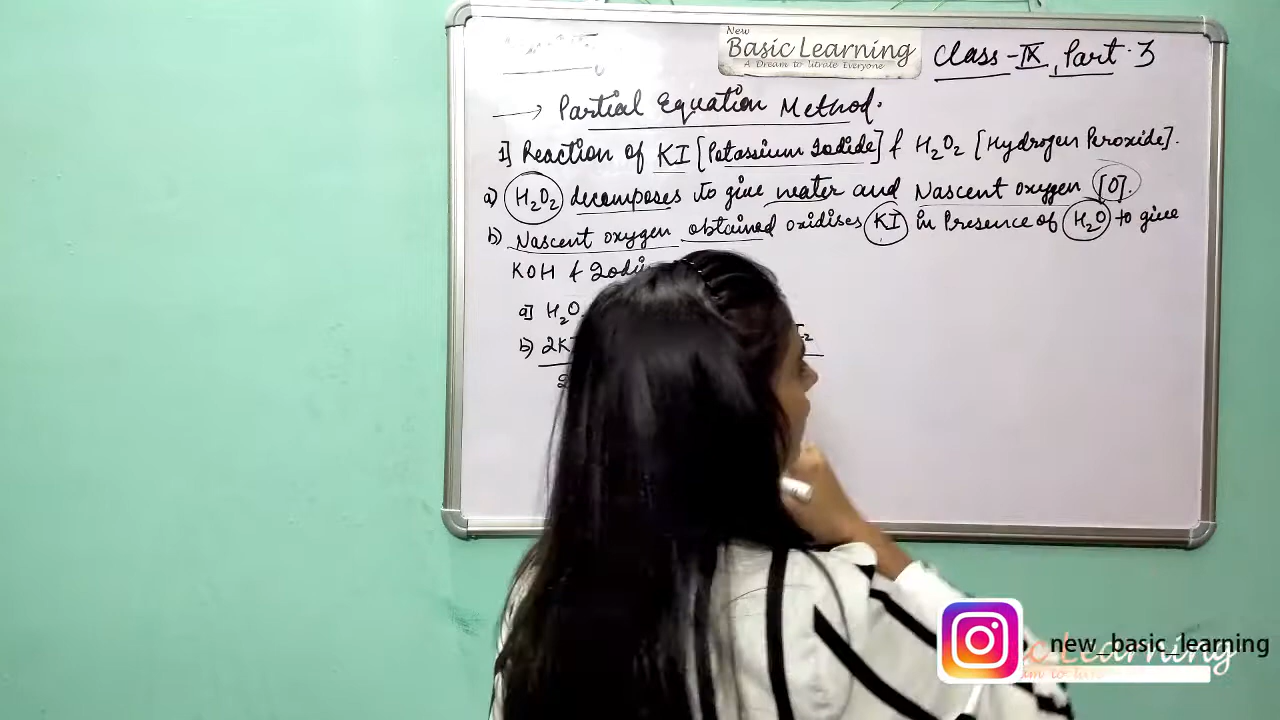 New
Basic Learning
A Dream to literate Everyone
Class-IX, Part-3
→ Partial Equation Method.
1] Reaction of KI [Potassium Iodide] & H₂O₂ [Hydrogen Peroxide].
a) H₂O₂ decomposes to give water and Nascent oxygen [O].
b) Nascent oxygen obtained oxidises KI in Presence of H₂O to give
KOH &
a] H₂O
b) 2K
2
new_basic_learning